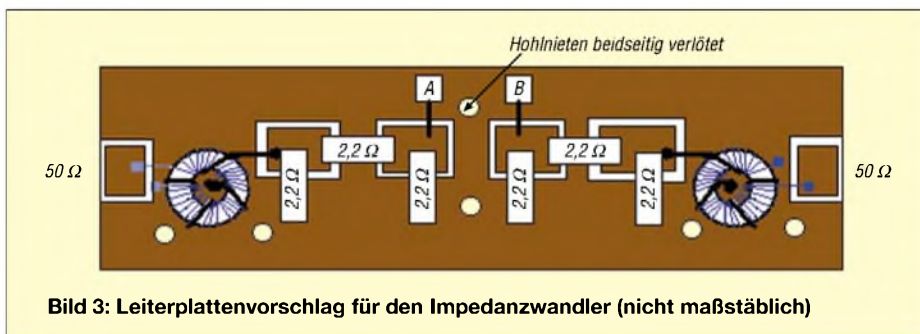 Hohlnieten beidseitig verlötet
A
B
2,2 Ω
2,2 Ω
50 Ω
50 Ω
2,2 Ω
2,2 Ω
2,2 Ω
2,2 Ω
Bild 3: Leiterplattenvorschlag für den Impedanzwandler (nicht maßstäblich)